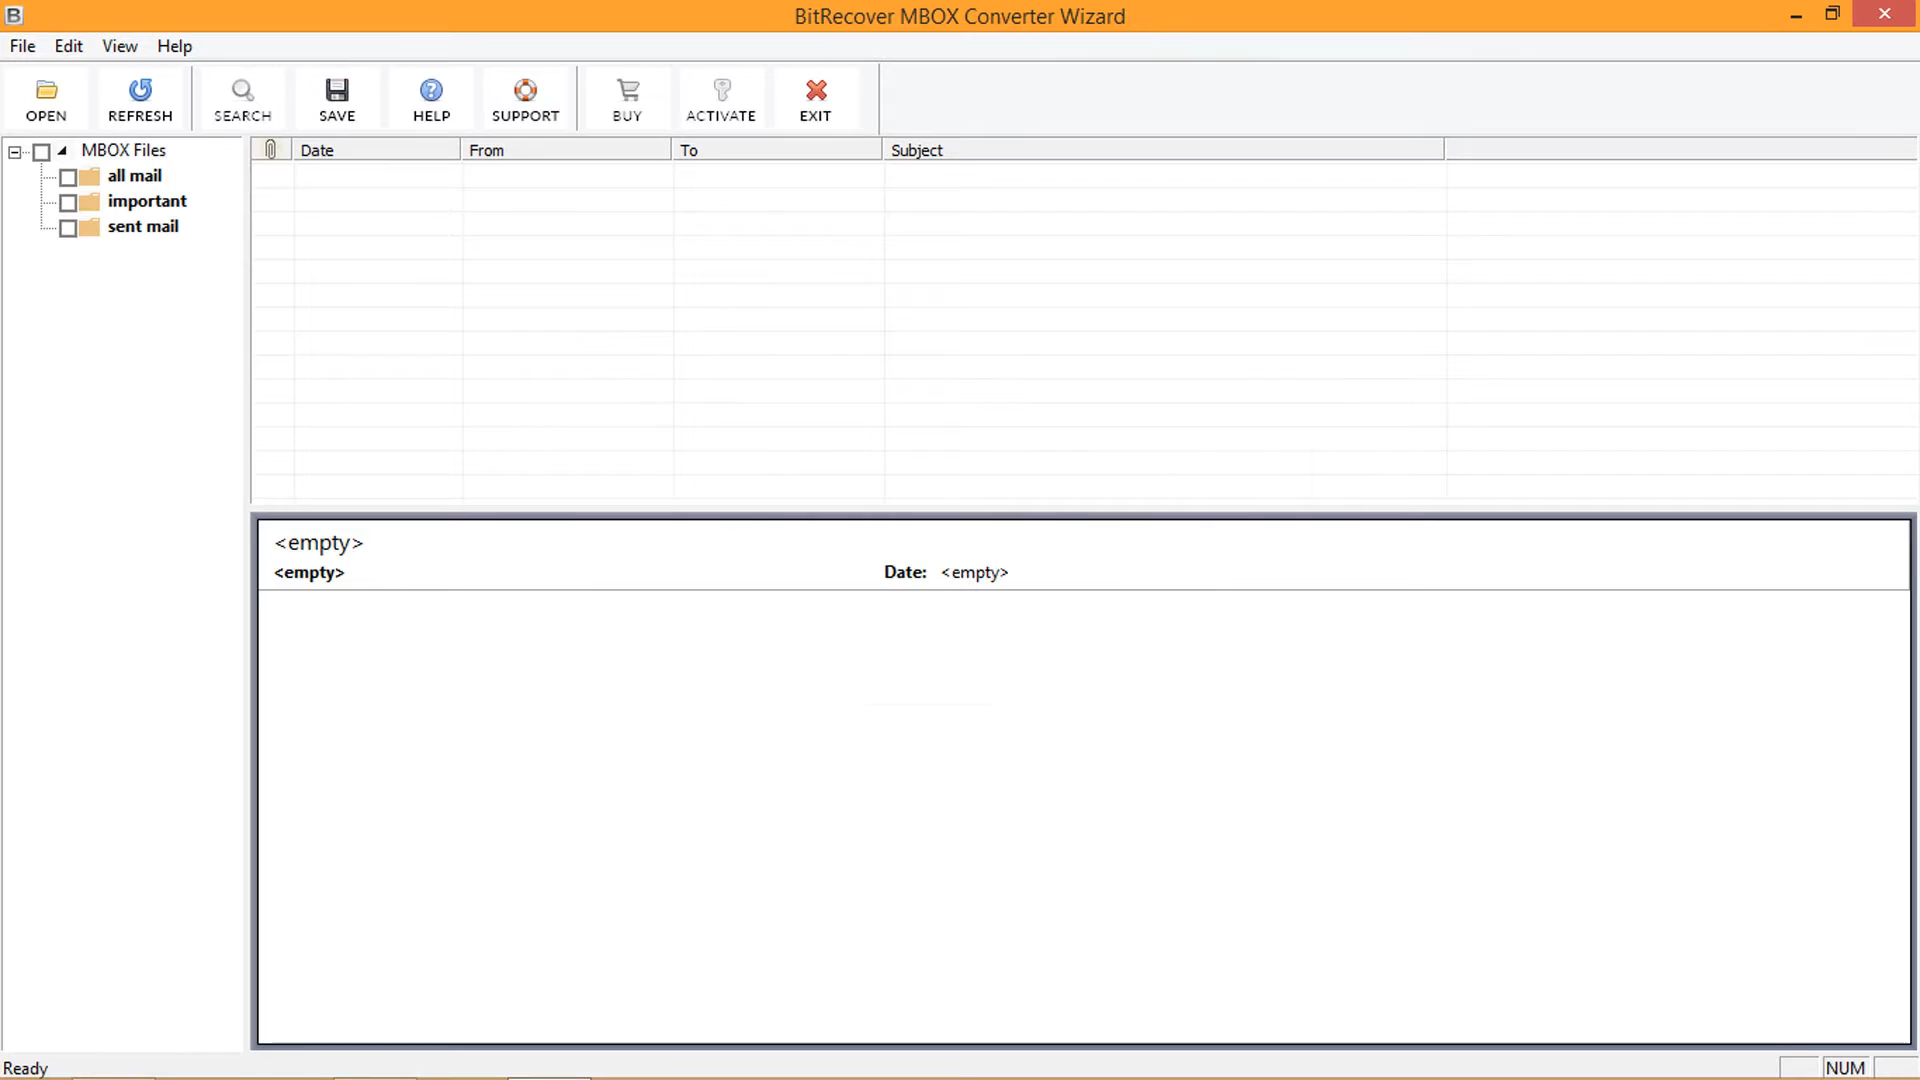 B BitRecover MBOX Converter Wizard
File Edit View Help
OPEN REFRESH SEARCH SAVE HELP SUPPORT BUY ACTIVATE EXIT
MBOX Files
all mail
important
sent mail
Date From To Subject
<empty>
<empty> Date: <empty>
Ready NUM